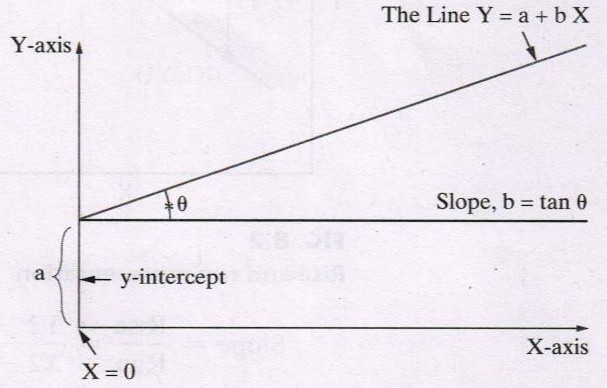 The Line Y = a + b X
Y-axis
θ
Slope, b = tan θ
a
y-intercept
X-axis
X = 0